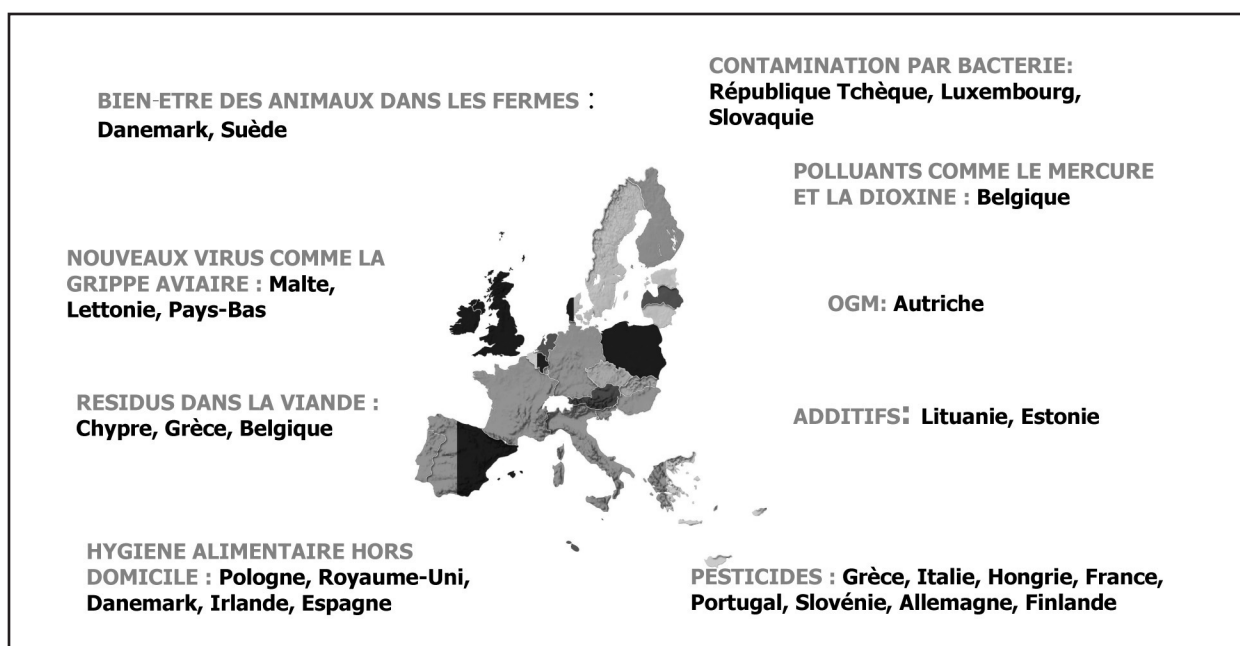 BIEN-ETRE DES ANIMAUX DANS LES FERMES :
Danemark, Suède
CONTAMINATION PAR BACTERIE:
République Tchèque, Luxembourg,
Slovaquie
POLLUANTS COMME LE MERCURE
ET LA DIOXINE : Belgique
NOUVEAUX VIRUS COMME LA
GRIPPE AVIAIRE : Malte,
Lettonie, Pays-Bas
OGM: Autriche
RESIDUS DANS LA VIANDE :
Chypre, Grèce, Belgique
ADDITIFS: Lituanie, Estonie
HYGIENE ALIMENTAIRE HORS
DOMICILE : Pologne, Royaume-Uni,
Danemark, Irlande, Espagne
PESTICIDES : Grèce, Italie, Hongrie, France,
Portugal, Slovénie, Allemagne, Finlande